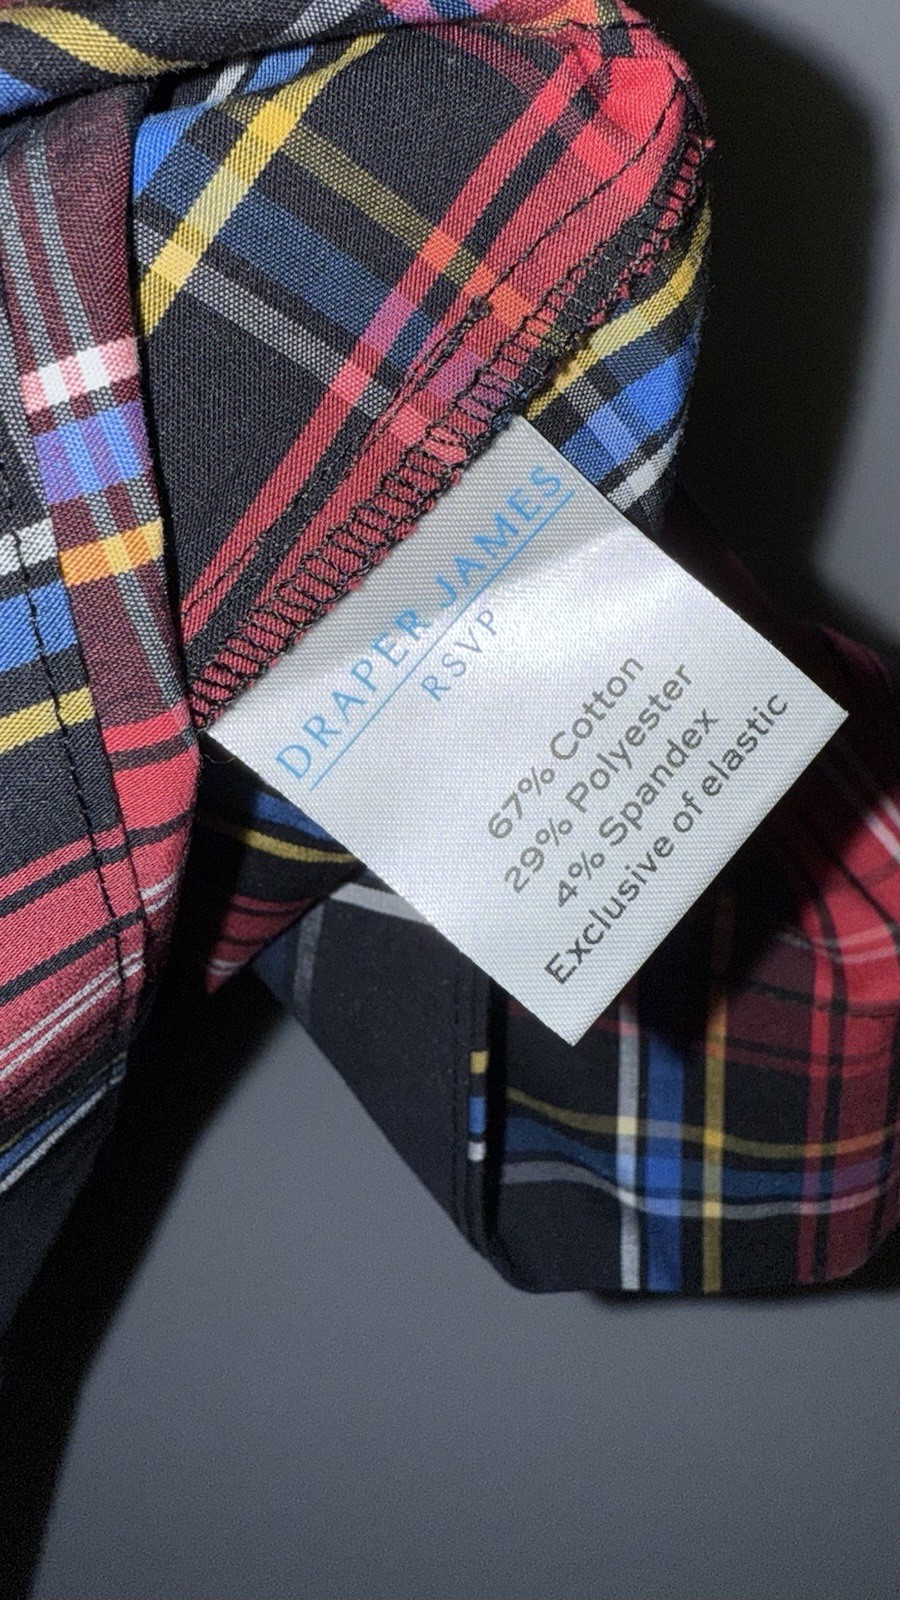 DRAPER JAMES
RSVP
67% Cotton
29% Polyester
4% Spandex
Exclusive of elastic